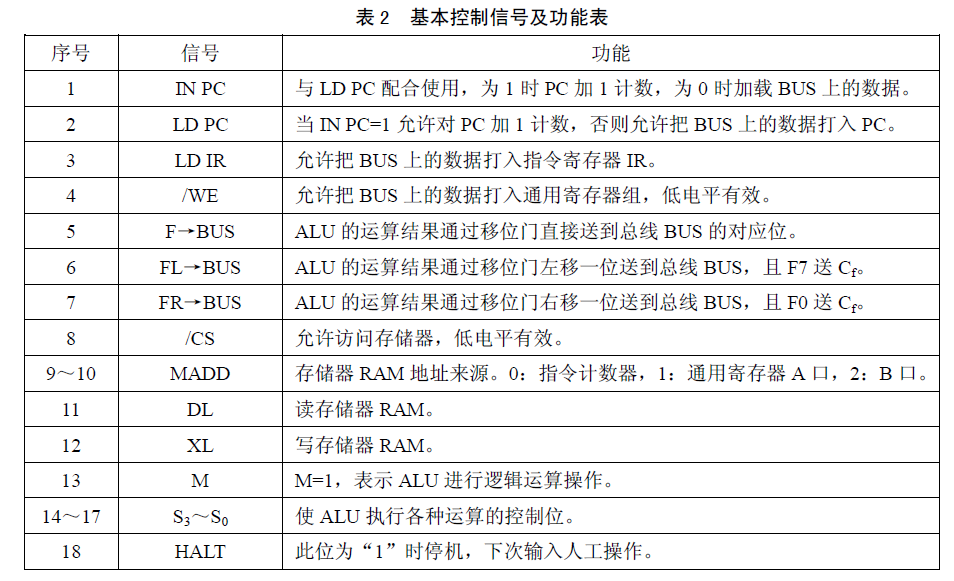 表 2 基本控制信号及功能表
序号 信号 功能
1 IN PC 与 LD PC 配合使用，为 1 时 PC 加 1 计数，为 0 时加载 BUS 上的数据。
2 LD PC 当 IN PC=1 允许对 PC 加 1 计数，否则允许把 BUS 上的数据打入 PC。
3 LD IR 允许把 BUS 上的数据打入指令寄存器 IR。
4 /WE 允许把 BUS 上的数据打入通用寄存器组，低电平有效。
5 F→BUS ALU 的运算结果通过移位门直接送到总线 BUS 的对应位。
6 FL→BUS ALU 的运算结果通过移位门左移一位送到总线 BUS，且 F7 送 Cf。
7 FR→BUS ALU 的运算结果通过移位门右移一位送到总线 BUS，且 F0 送 Cf。
8 /CS 允许访问存储器，低电平有效。
9～10 MADD 存储器 RAM 地址来源。0：指令计数器，1：通用寄存器 A 口，2：B 口。
11 DL 读存储器 RAM。
12 XL 写存储器 RAM。
13 M M=1，表示 ALU 进行逻辑运算操作。
14～17 S3～S0 使 ALU 执行各种运算的控制位。
18 HALT 此位为“1”时停机，下次输入人工操作。